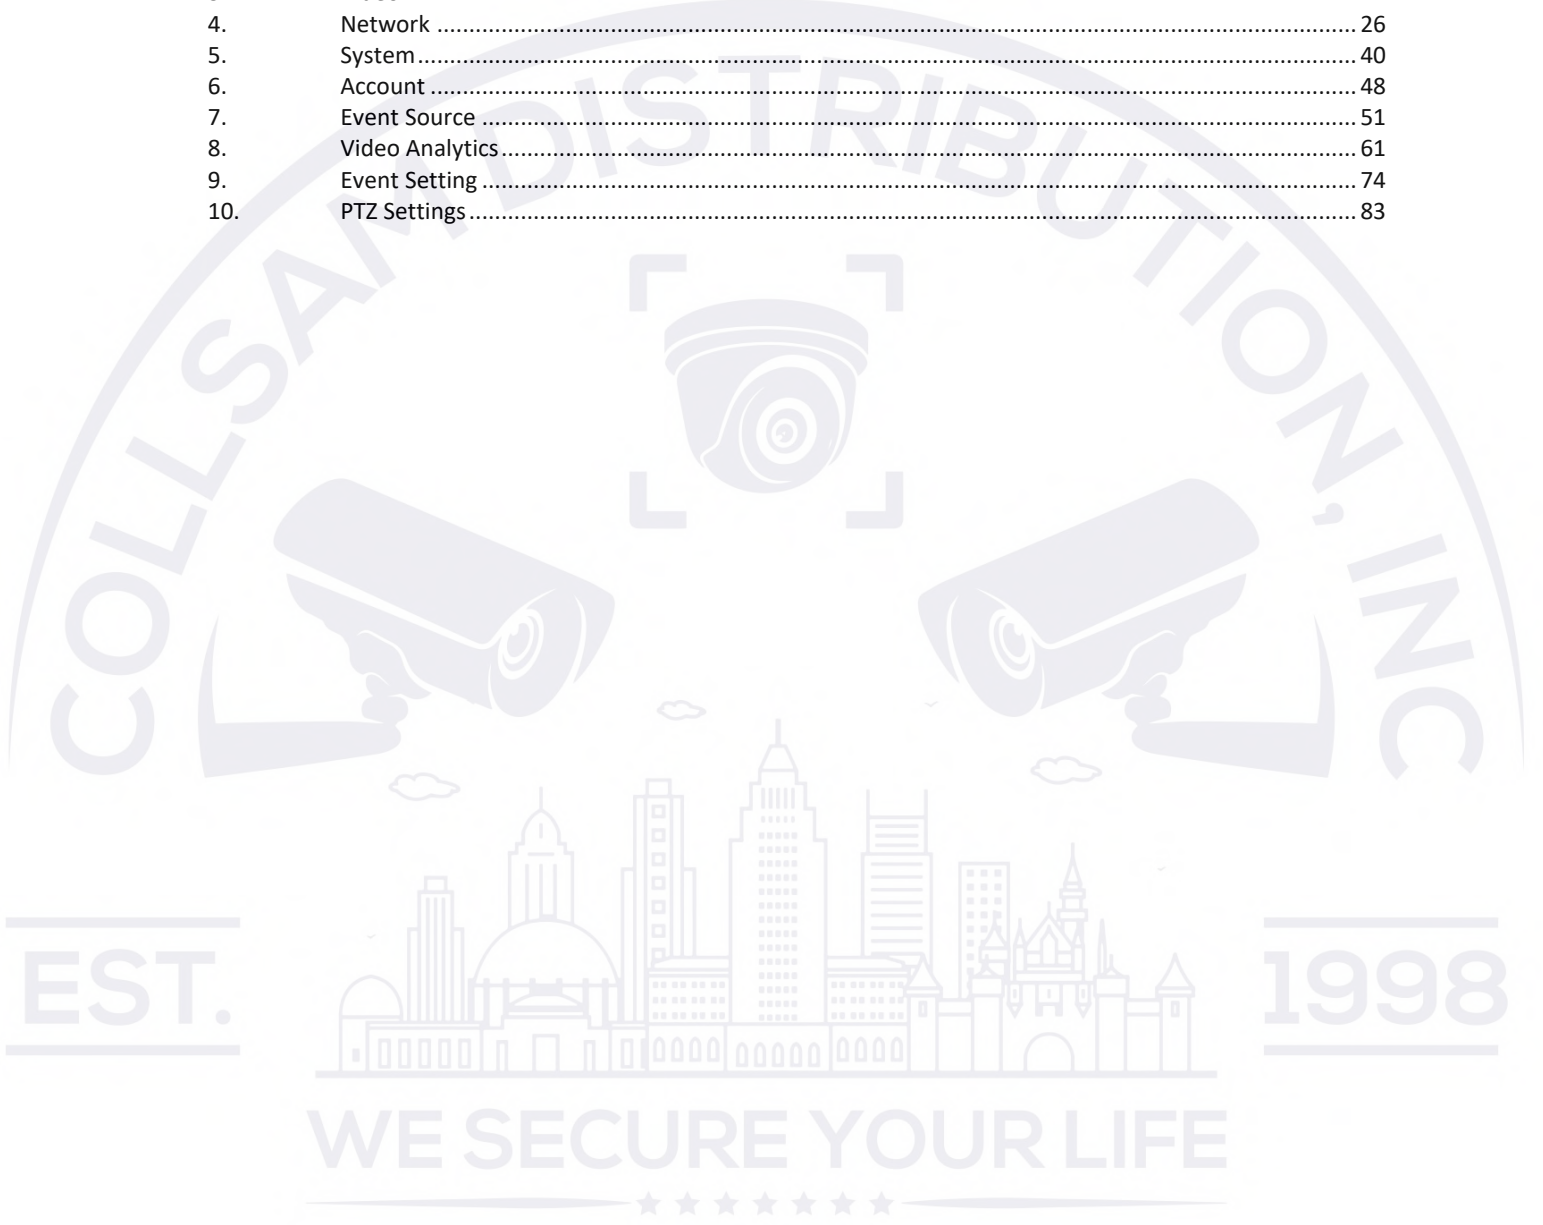 4. Network ........ 26
5. System ........ 40
6. Account ........ 48
7. Event Source ........ 51
8. Video Analytics ........ 61
9. Event Setting ........ 74
10. PTZ Settings ........ 83
COLLSAM DISTRIBUTION, INC
EST. 1998
WE SECURE YOUR LIFE